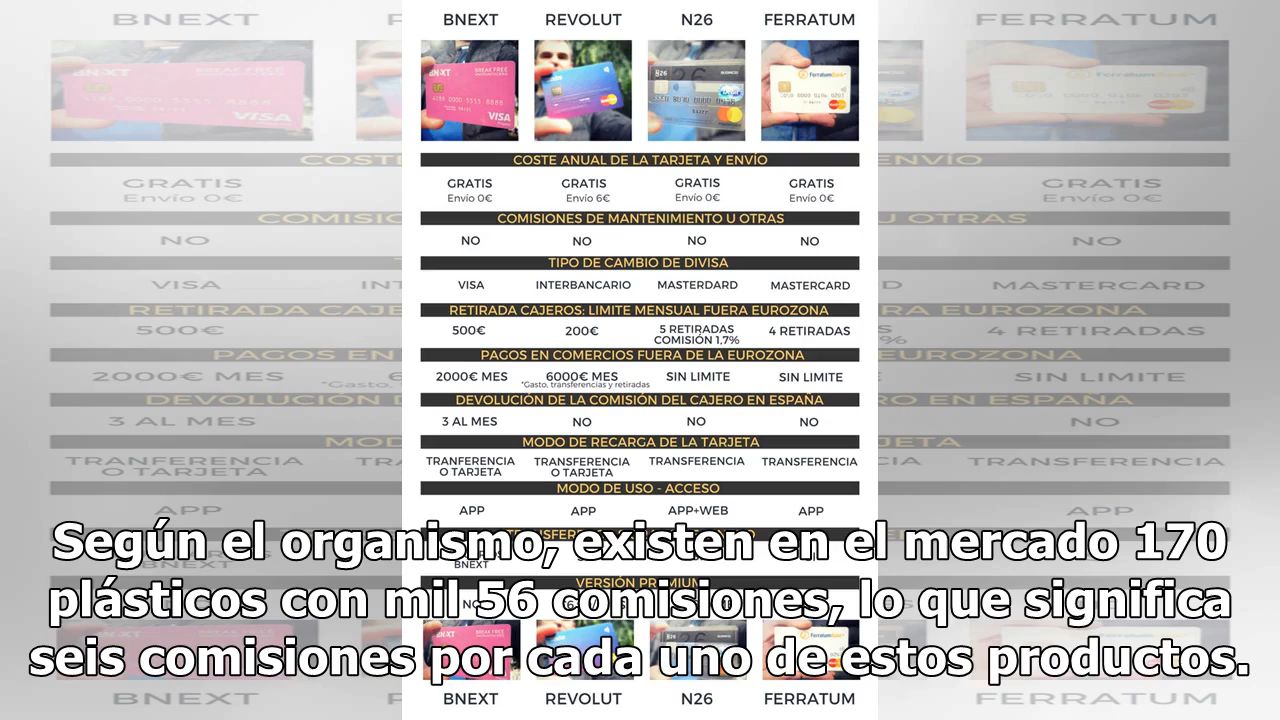 BNEXT REVOLUT N26 FERRATUM
COSTE ANUAL DE LA TARJETA Y ENVÍO
GRATIS GRATIS GRATIS GRATIS
Envío 0€ Envío 6€ Envío 0€ Envío 0€
COMISIONES DE MANTENIMIENTO U OTRAS
NO NO NO NO
TIPO DE CAMBIO DE DIVISA
VISA INTERBANCARIO MASTERDARD MASTERCARD
RETIRADA CAJEROS: LIMITE MENSUAL FUERA EUROZONA
500€ 200€ 5 RETIRADAS 4 RETIRADAS
COMISIÓN 1,7%
PAGOS EN COMERCIOS FUERA DE LA EUROZONA
2000€ MES 6000€ MES SIN LIMITE SIN LIMITE
*Gasto, transferencias y retiradas
DEVOLUCIÓN DE LA COMISIÓN DEL CAJERO EN ESPAÑA
3 AL MES NO NO NO
MODO DE RECARGA DE LA TARJETA
TRANFERENCIA TRANSFERENCIA TRANSFERENCIA TRANSFERENCIA
O TARJETA O TARJETA
MODO DE USO - ACCESO
APP APP APP+WEB APP
Según el organismo, existen en el mercado 170
BNEXT
VERSIÓN PREMIUM
plásticos con mil 56 comisiones, lo que significa
seis comisiones por cada uno de estos productos.
BNEXT REVOLUT N26 FERRATUM